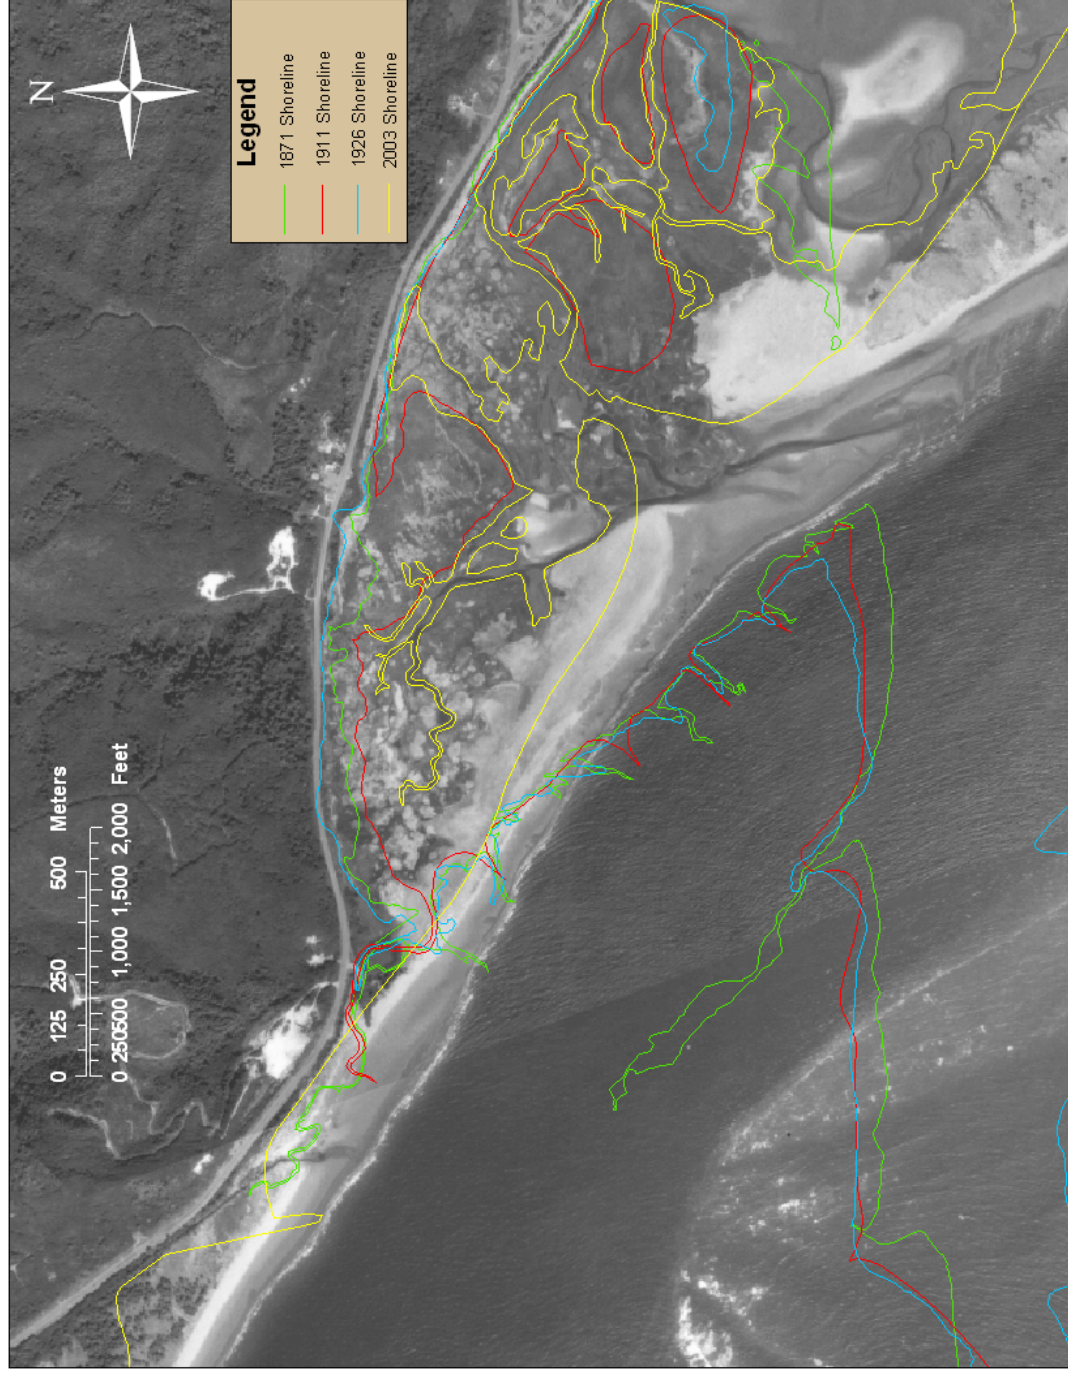 N
Legend
1871 Shoreline
1911 Shoreline
1926 Shoreline
2003 Shoreline
0 125 250 500 Meters
0 250500 1,000 1,500 2,000 Feet